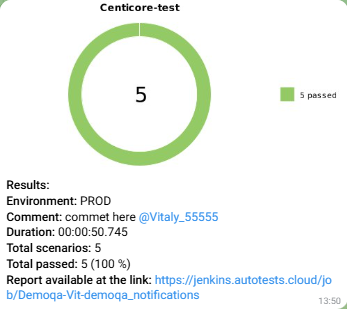 Centicore-test
5
5 passed
Results:
Environment: PROD
Comment: commet here @Vitaly_55555
Duration: 00:00:50.745
Total scenarios: 5
Total passed: 5 (100 %)
Report available at the link: https://jenkins.autotests.cloud/jo
b/Demoqa-Vit-demoqa_notifications
13:50